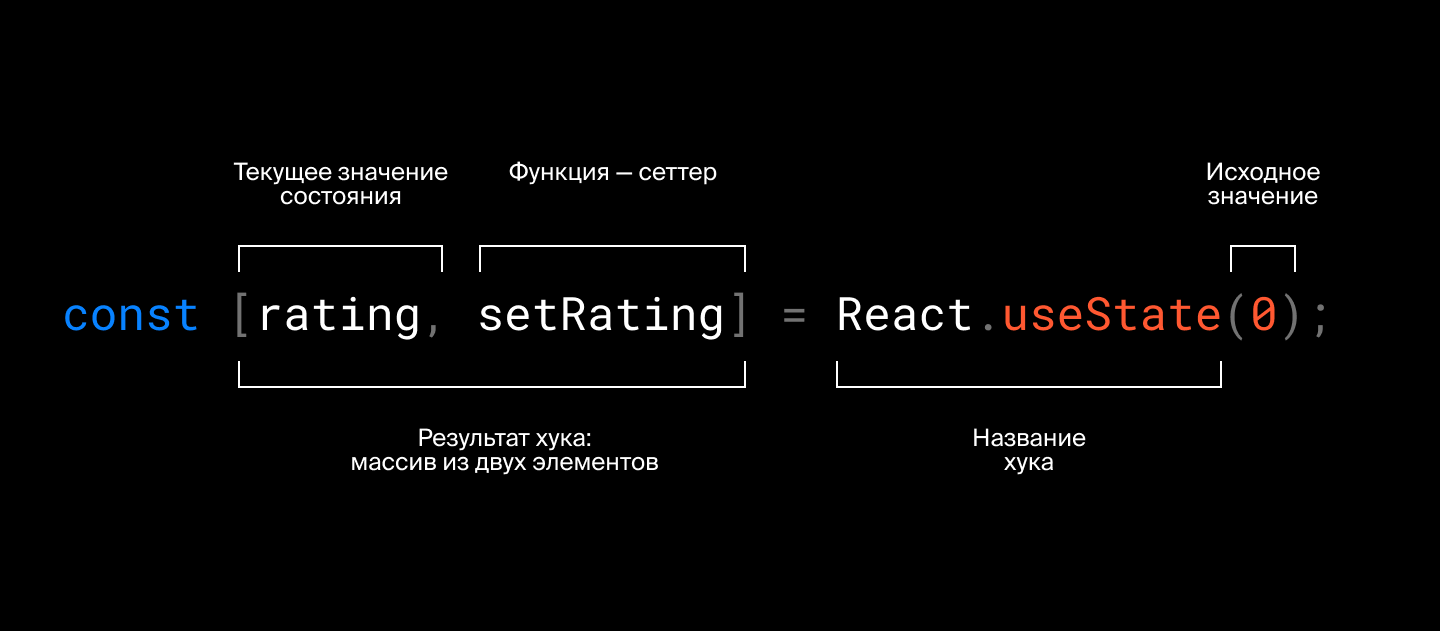 Текущее значение
состояния
Функция — сеттер
Исходное
значение
const [rating, setRating] = React.useState(0);
Результат хука:
массив из двух элементов
Название
хука